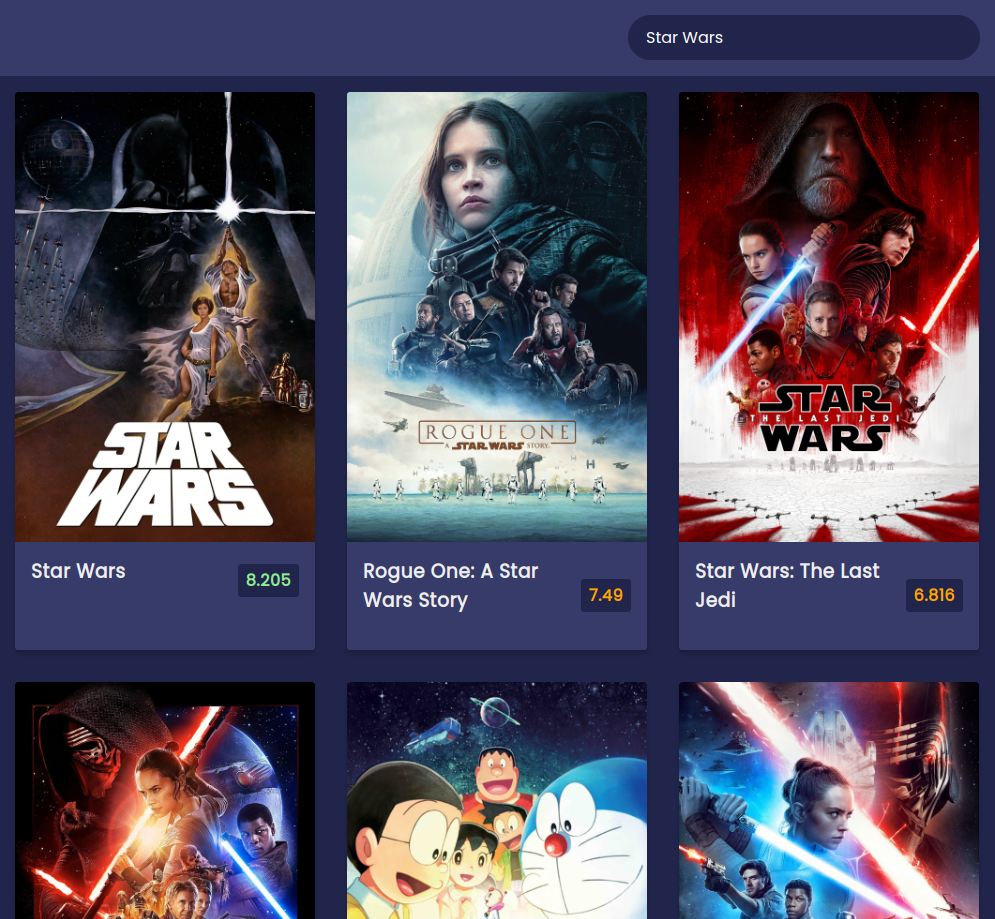 Star Wars
STAR
WARS
ROGUE ONE
A STAR WARS STORY
STAR
THE LAST JEDI
WARS
Star Wars
8.205
Rogue One: A Star
Wars Story
7.49
Star Wars: The Last
Jedi
6.816